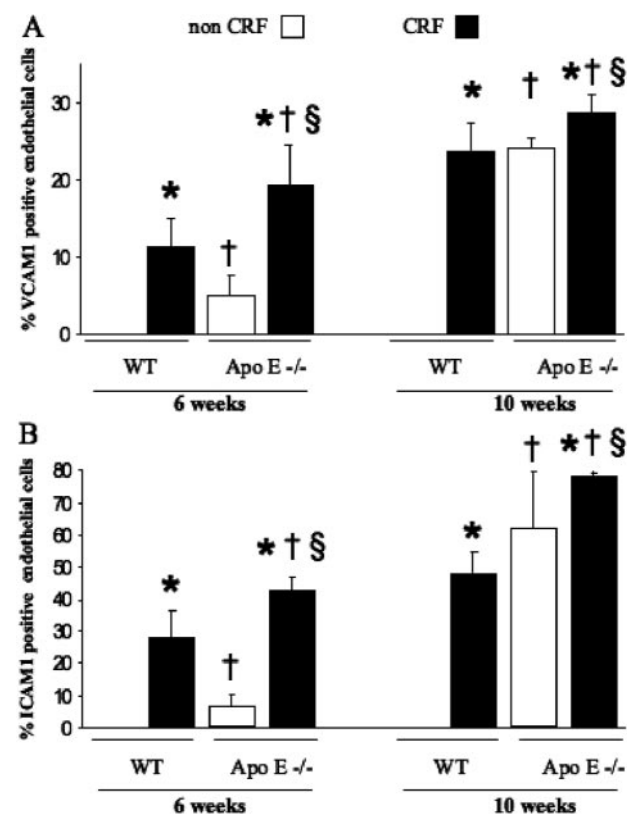 A
non CRF CRF
% VCAM1 positive endothelial cells
30
20
10
0
* † * † § * † * † §
WT Apo E -/- WT Apo E -/-
6 weeks 10 weeks
B
% ICAM1 positive endothelial cells
80
70
60
50
40
30
20
10
0
* † * † § * † * † §
WT Apo E -/- WT Apo E -/-
6 weeks 10 weeks